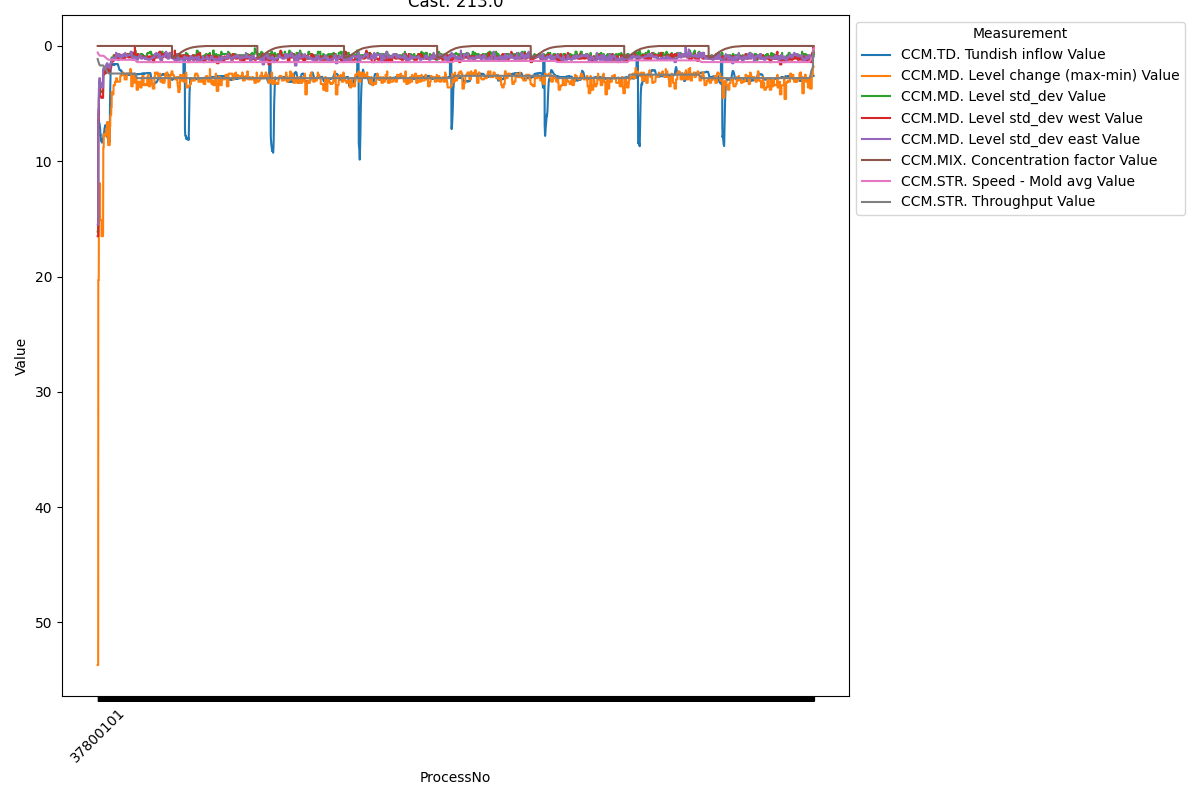 Cast: 213.0
Measurement
CCM.TD. Tundish inflow Value
CCM.MD. Level change (max-min) Value
CCM.MD. Level std_dev Value
CCM.MD. Level std_dev west Value
CCM.MD. Level std_dev east Value
CCM.MIX. Concentration factor Value
CCM.STR. Speed - Mold avg Value
CCM.STR. Throughput Value
0
10
20
30
40
50
Value
37800101
ProcessNo